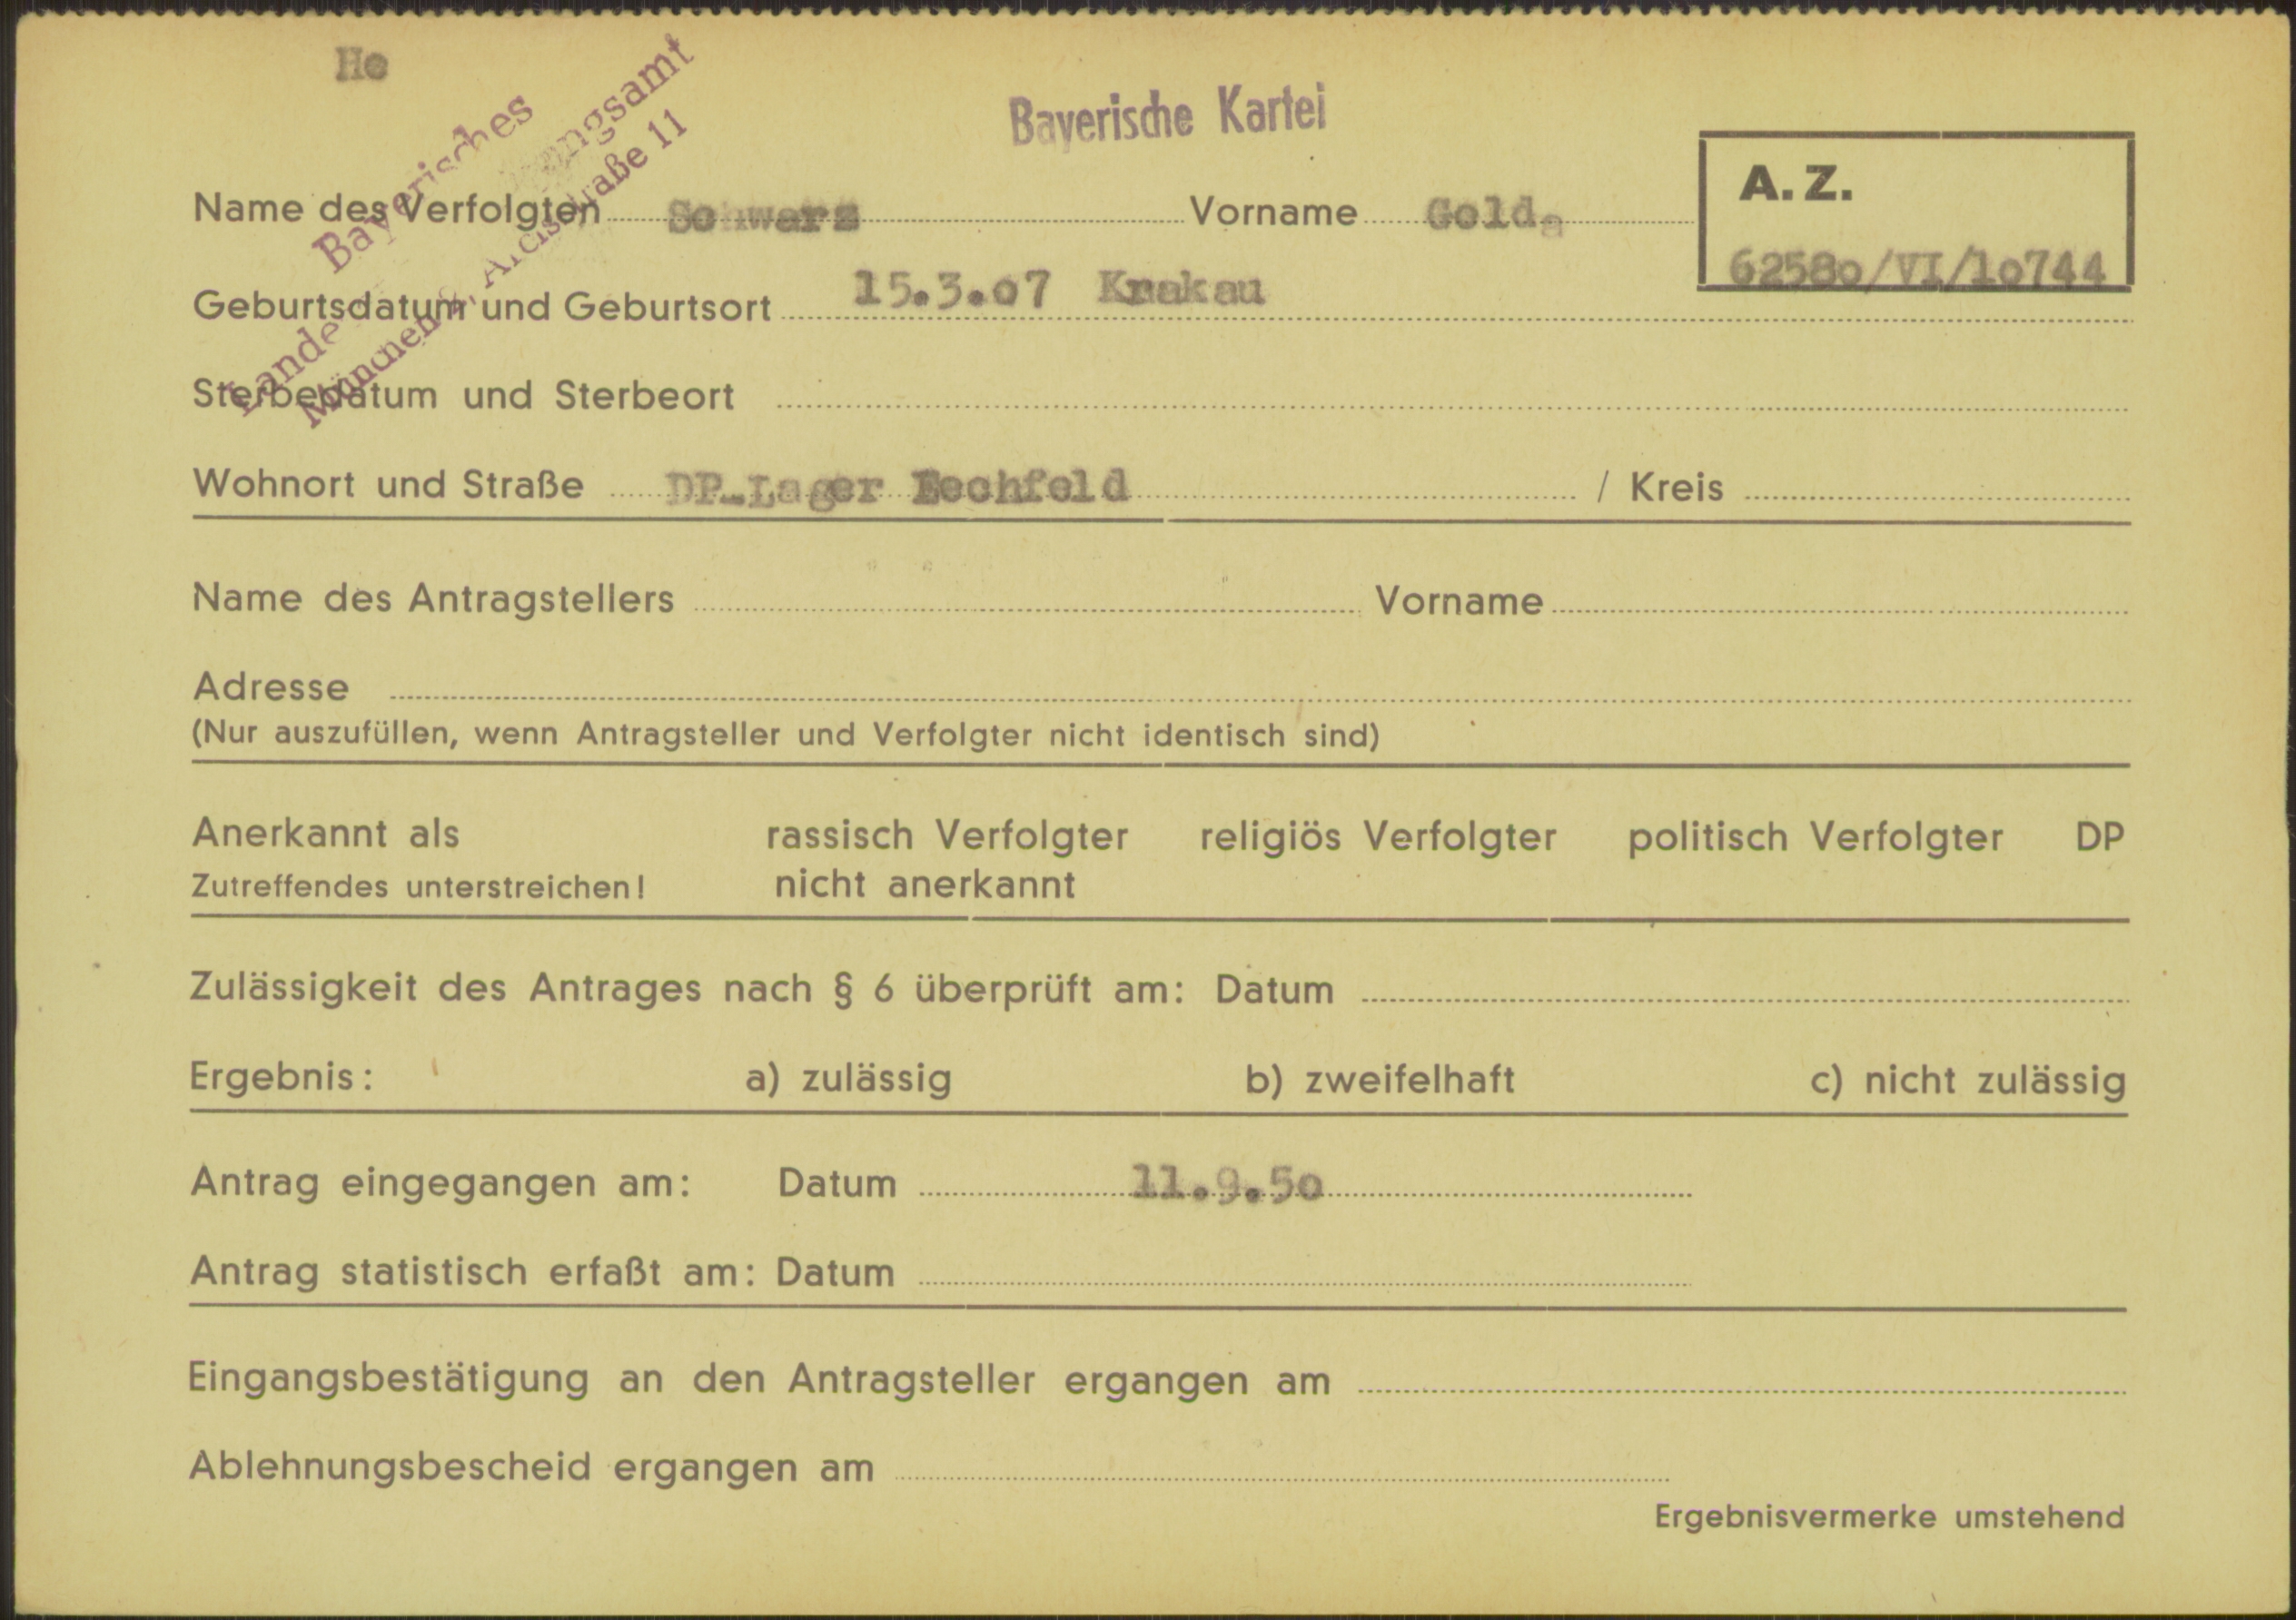 He
Bayerisches
Lande ngsamt
München 2, Arcisstraße 11
Bayerische Kartei
A. Z.
62580/VI/10744
Name des Verfolgten Schwarz Vorname Golda
Geburtsdatum und Geburtsort 15.3.07 Krakau
Sterbedatum und Sterbeort
Wohnort und Straße DP-Lager Lechfeld / Kreis
Name des Antragstellers Vorname
Adresse
(Nur auszufüllen, wenn Antragsteller und Verfolgter nicht identisch sind)
Anerkannt als rassisch Verfolgter religiös Verfolgter politisch Verfolgter DP
Zutreffendes unterstreichen! nicht anerkannt
Zulässigkeit des Antrages nach § 6 überprüft am: Datum
Ergebnis: a) zulässig b) zweifelhaft c) nicht zulässig
Antrag eingegangen am: Datum 11.9.50
Antrag statistisch erfaßt am: Datum
Eingangsbestätigung an den Antragsteller ergangen am
Ablehnungsbescheid ergangen am
Ergebnisvermerke umstehend